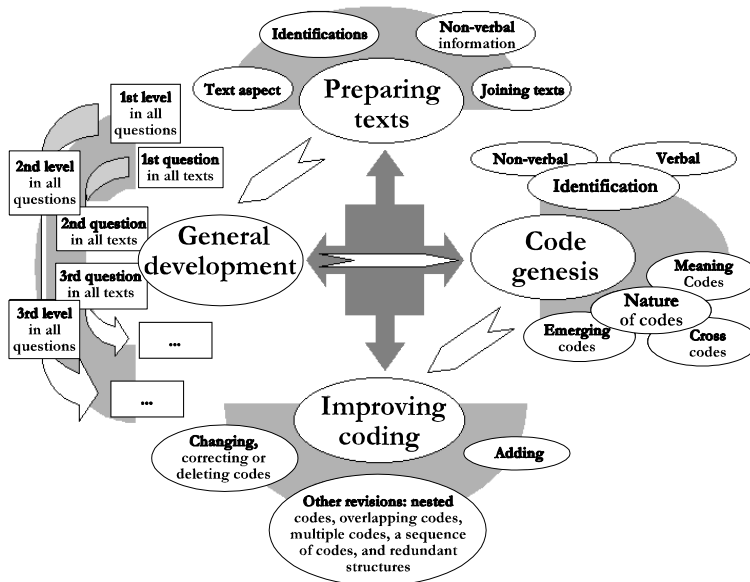 Identifications
Non-verbal
information
Text aspect
Preparing
texts
Joining texts
1st level
in all
questions
1st question
in all texts
2nd level
in all
questions
2nd question
in all texts
3rd question
in all texts
3rd level
in all
questions
...
...
General
development
Non-verbal
Verbal
Identification
Code
genesis
Meaning
Codes
Nature
of codes
Emerging
codes
Cross
codes
Improving
coding
Changing,
correcting or
deleting codes
Adding
Other revisions: nested
codes, overlapping codes,
multiple codes, a sequence
of codes, and redundant
structures